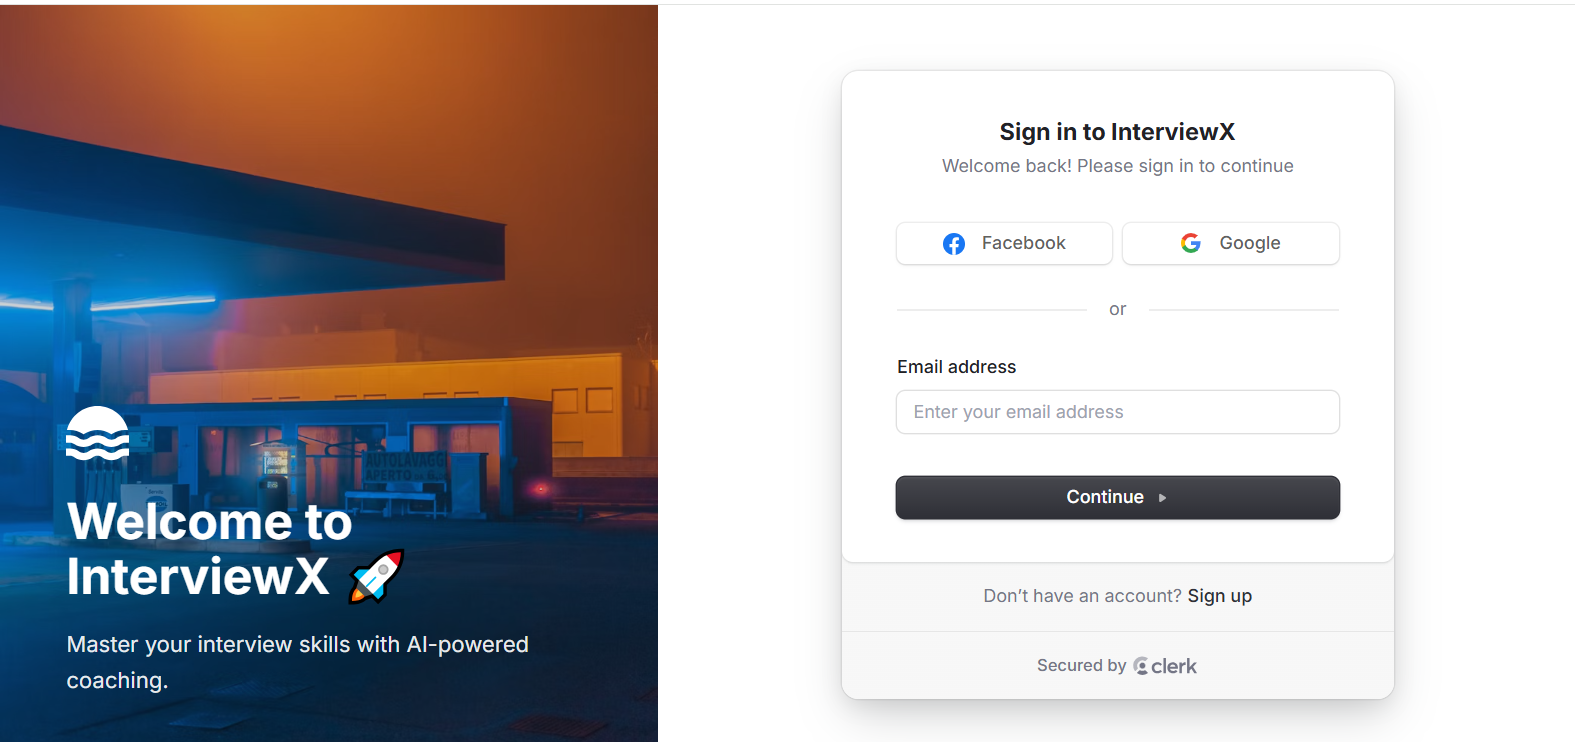 Welcome to
InterviewX 🚀
Master your interview skills with AI-powered
coaching.
AUTOLAVAGGI
APERTO
Sign in to InterviewX
Welcome back! Please sign in to continue
Facebook
Google
or
Email address
Enter your email address
Continue
Don’t have an account? Sign up
Secured by clerk